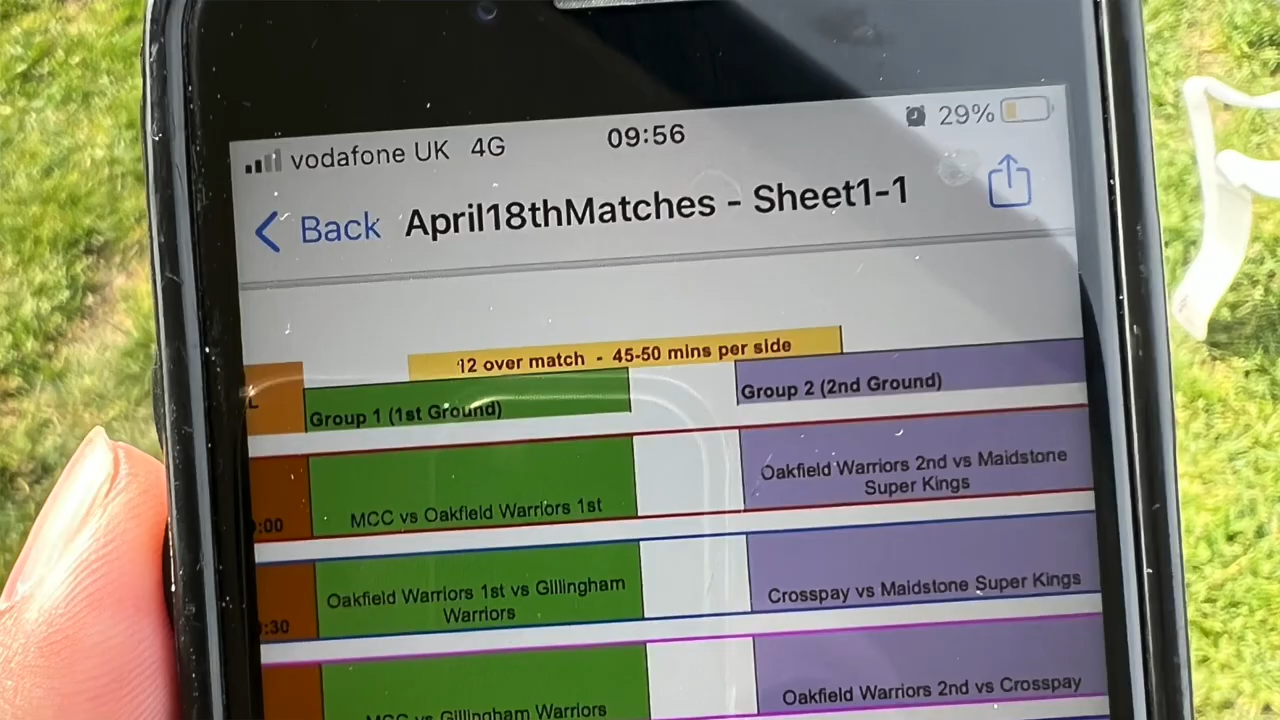 vodafone UK 4G 09:56 29%
Back April18thMatches - Sheet1-1
12 over match - 45-50 mins per side
Group 1 (1st Ground) Group 2 (2nd Ground)
Oakfield Warriors 2nd vs Maidstone
Super Kings
:00 MCC vs Oakfield Warriors 1st
Oakfield Warriors 1st vs Gillingham
Warriors
:30 Crosspay vs Maidstone Super Kings
MCC vs Gillingham Warriors
Oakfield Warriors 2nd vs Crosspay